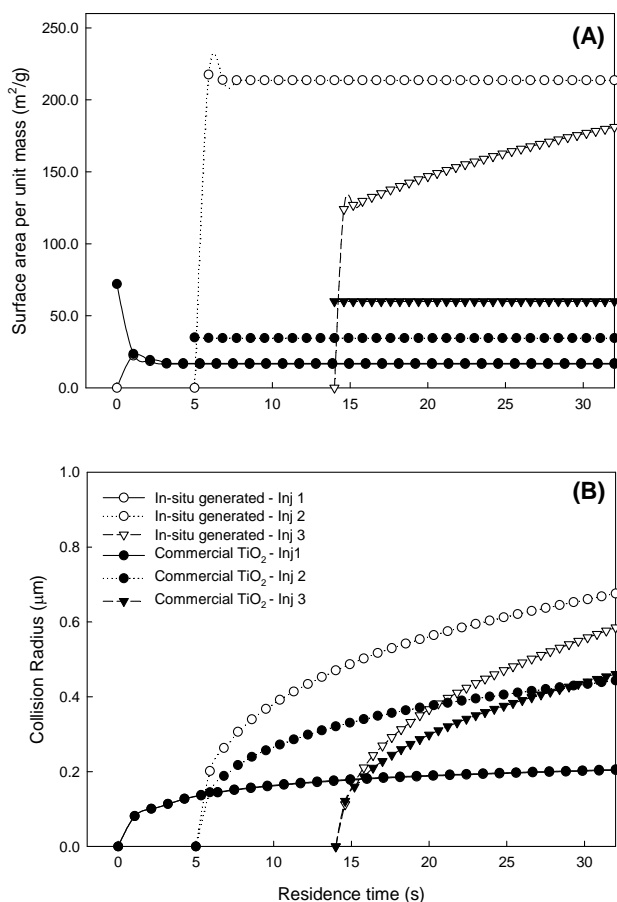 (A)
Surface area per unit mass (m2/g)
250.0
200.0
150.0
100.0
50.0
0.0
0 5 10 15 20 25 30
(B)
In-situ generated - Inj 1
In-situ generated - Inj 2
In-situ generated - Inj 3
Commercial TiO2 - Inj1
Commercial TiO2 - Inj 2
Commercial TiO2 - Inj 3
Collision Radius (μm)
1.0
0.8
0.6
0.4
0.2
0.0
0 5 10 15 20 25 30
Residence time (s)